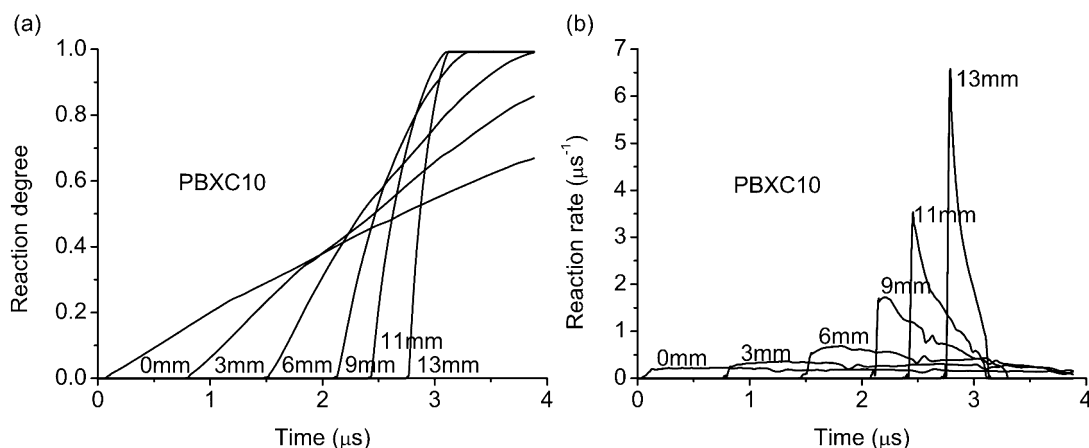 (a)
1.0
0.8
0.6
0.4
0.2
0.0
Reaction degree
PBXC10
0mm
3mm
6mm
9mm
11mm
13mm
0
1
2
3
4
Time (μs)
(b)
7
6
5
4
3
2
1
0
Reaction rate (μs⁻¹)
PBXC10
0mm
3mm
6mm
9mm
11mm
13mm
0
1
2
3
4
Time (μs)